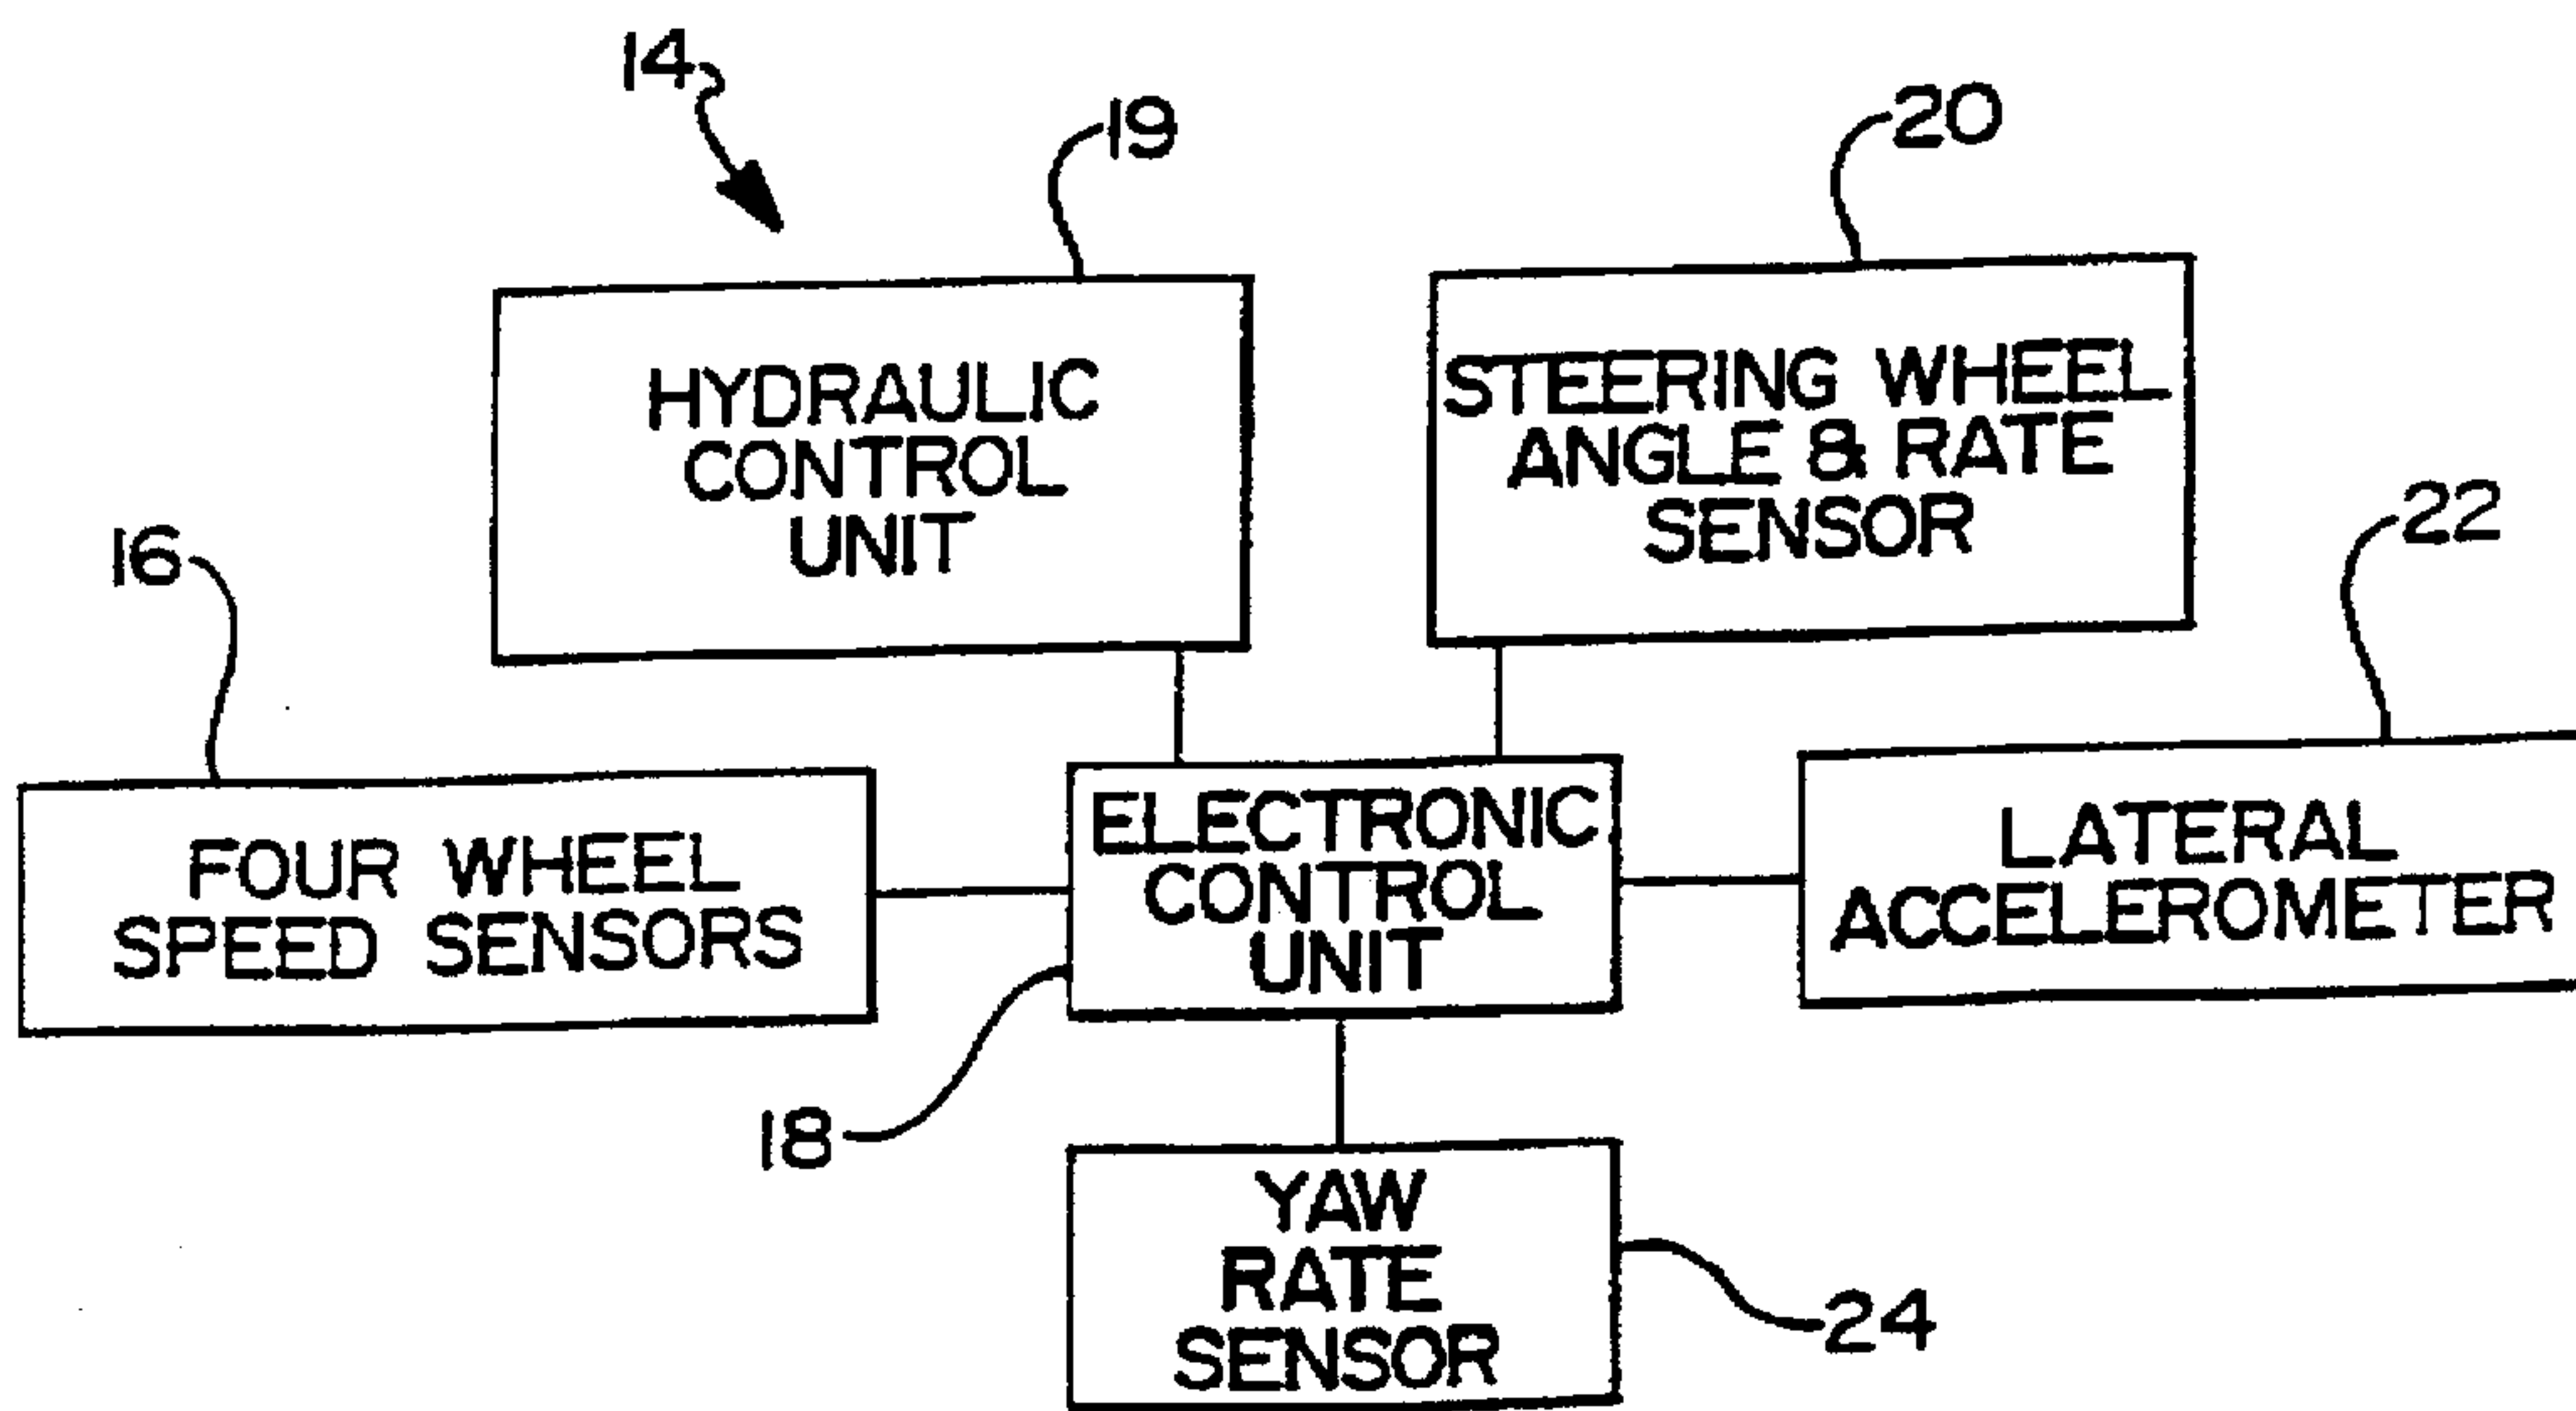 14
19
20
HYDRAULIC
CONTROL
UNIT
STEERING WHEEL
ANGLE & RATE
SENSOR
16
22
FOUR WHEEL
SPEED SENSORS
ELECTRONIC
CONTROL
UNIT
LATERAL
ACCELEROMETER
18
YAW
RATE
SENSOR
24